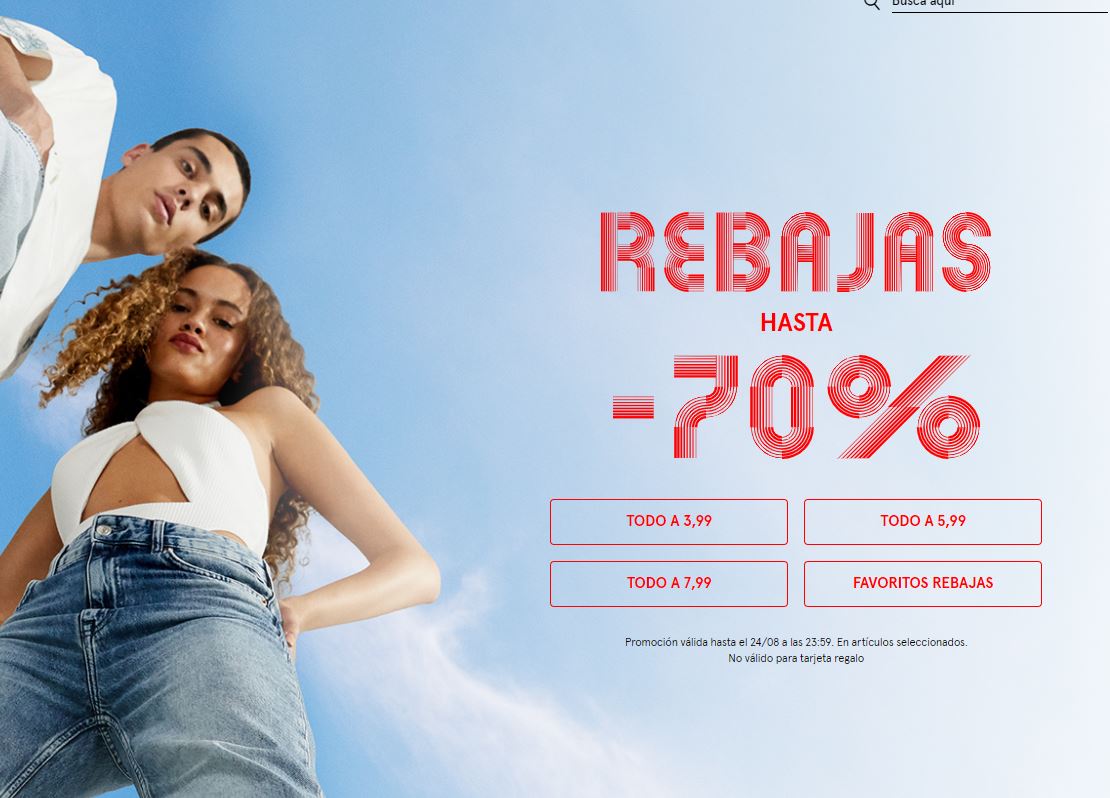 Busca aquí
REBAJAS
HASTA
-70%
TODO A 3,99
TODO A 5,99
TODO A 7,99
FAVORITOS REBAJAS
Promoción válida hasta el 24/08 a las 23:59. En artículos seleccionados.
No válido para tarjeta regalo